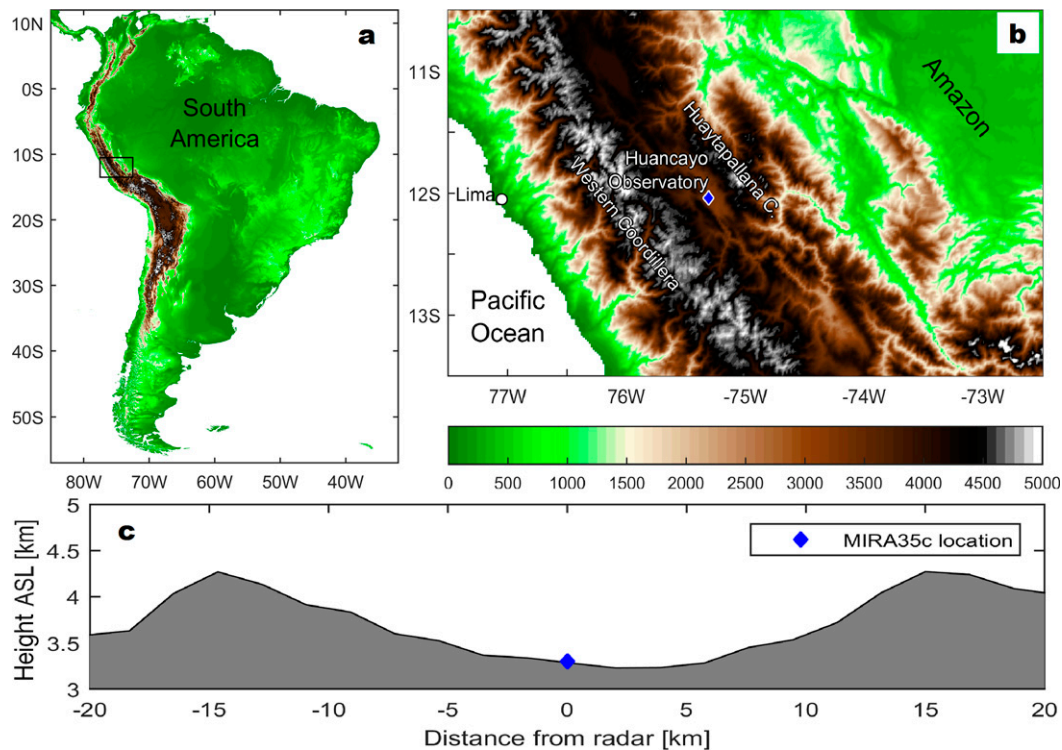 a
10N
0S
10S
20S
30S
40S
50S
80W
70W
60W
50W
40W
South
America
b
11S
12S
13S
77W
76W
-75W
-74W
-73W
Amazon
Huaytapallana C.
Huancayo
Observatory
Western Coordillera
Lima
Pacific
Ocean
0
500
1000
1500
2000
2500
3000
3500
4000
4500
5000
c
MIRA35c location
Height ASL [km]
5
4.5
4
3.5
3
-20
-15
-10
-5
0
5
10
15
20
Distance from radar [km]